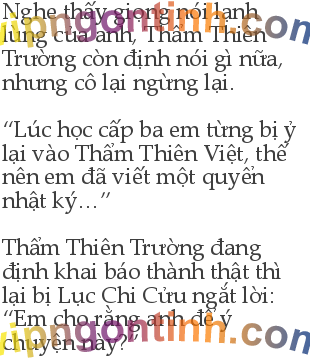 Nghe thấy giọng nói lạnh
lùng của anh, Thẩm Thiên
Trường còn định nói gì nữa,
nhưng cô lại ngừng lại.
“Lúc học cấp ba em từng bị ỷ
lại vào Thẩm Thiên Việt, thế
nên em đã viết một quyển
nhật ký…”
Thẩm Thiên Trường đang
định khai báo thành thật thì
lại bị Lục Chi Cửu ngắt lời:
“Em cho rằng anh để ý
chuyện này?”
vipngontinh.com
vipngontinh.com